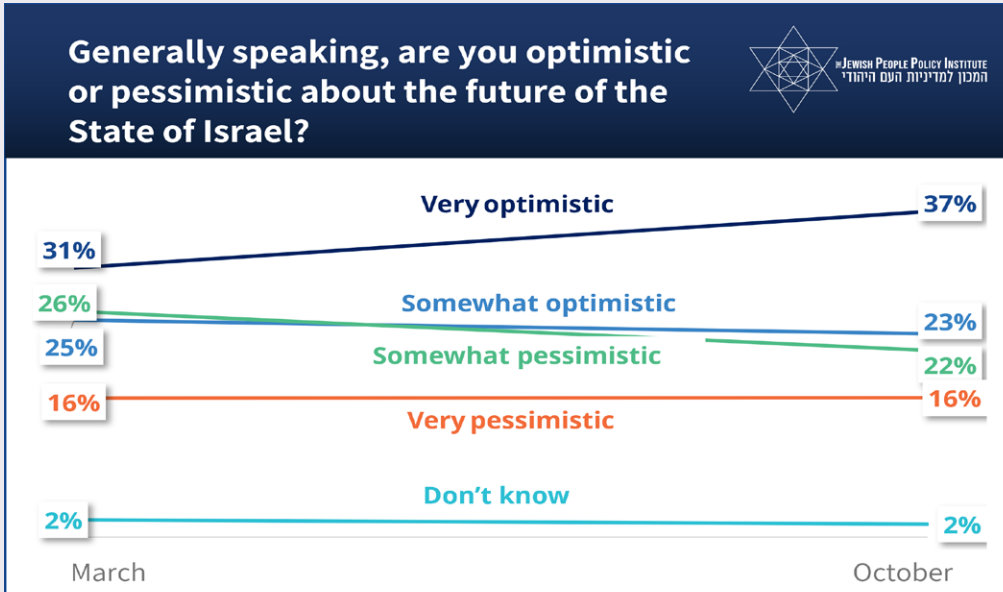 Generally speaking, are you optimistic
or pessimistic about the future of the
State of Israel?
THE JEWISH PEOPLE POLICY INSTITUTE
המכון למדיניות העם היהודי
Very optimistic
37%
31%
26%
Somewhat optimistic
23%
25%
Somewhat pessimistic
22%
16%
16%
Very pessimistic
Don’t know
2%
2%
March
October